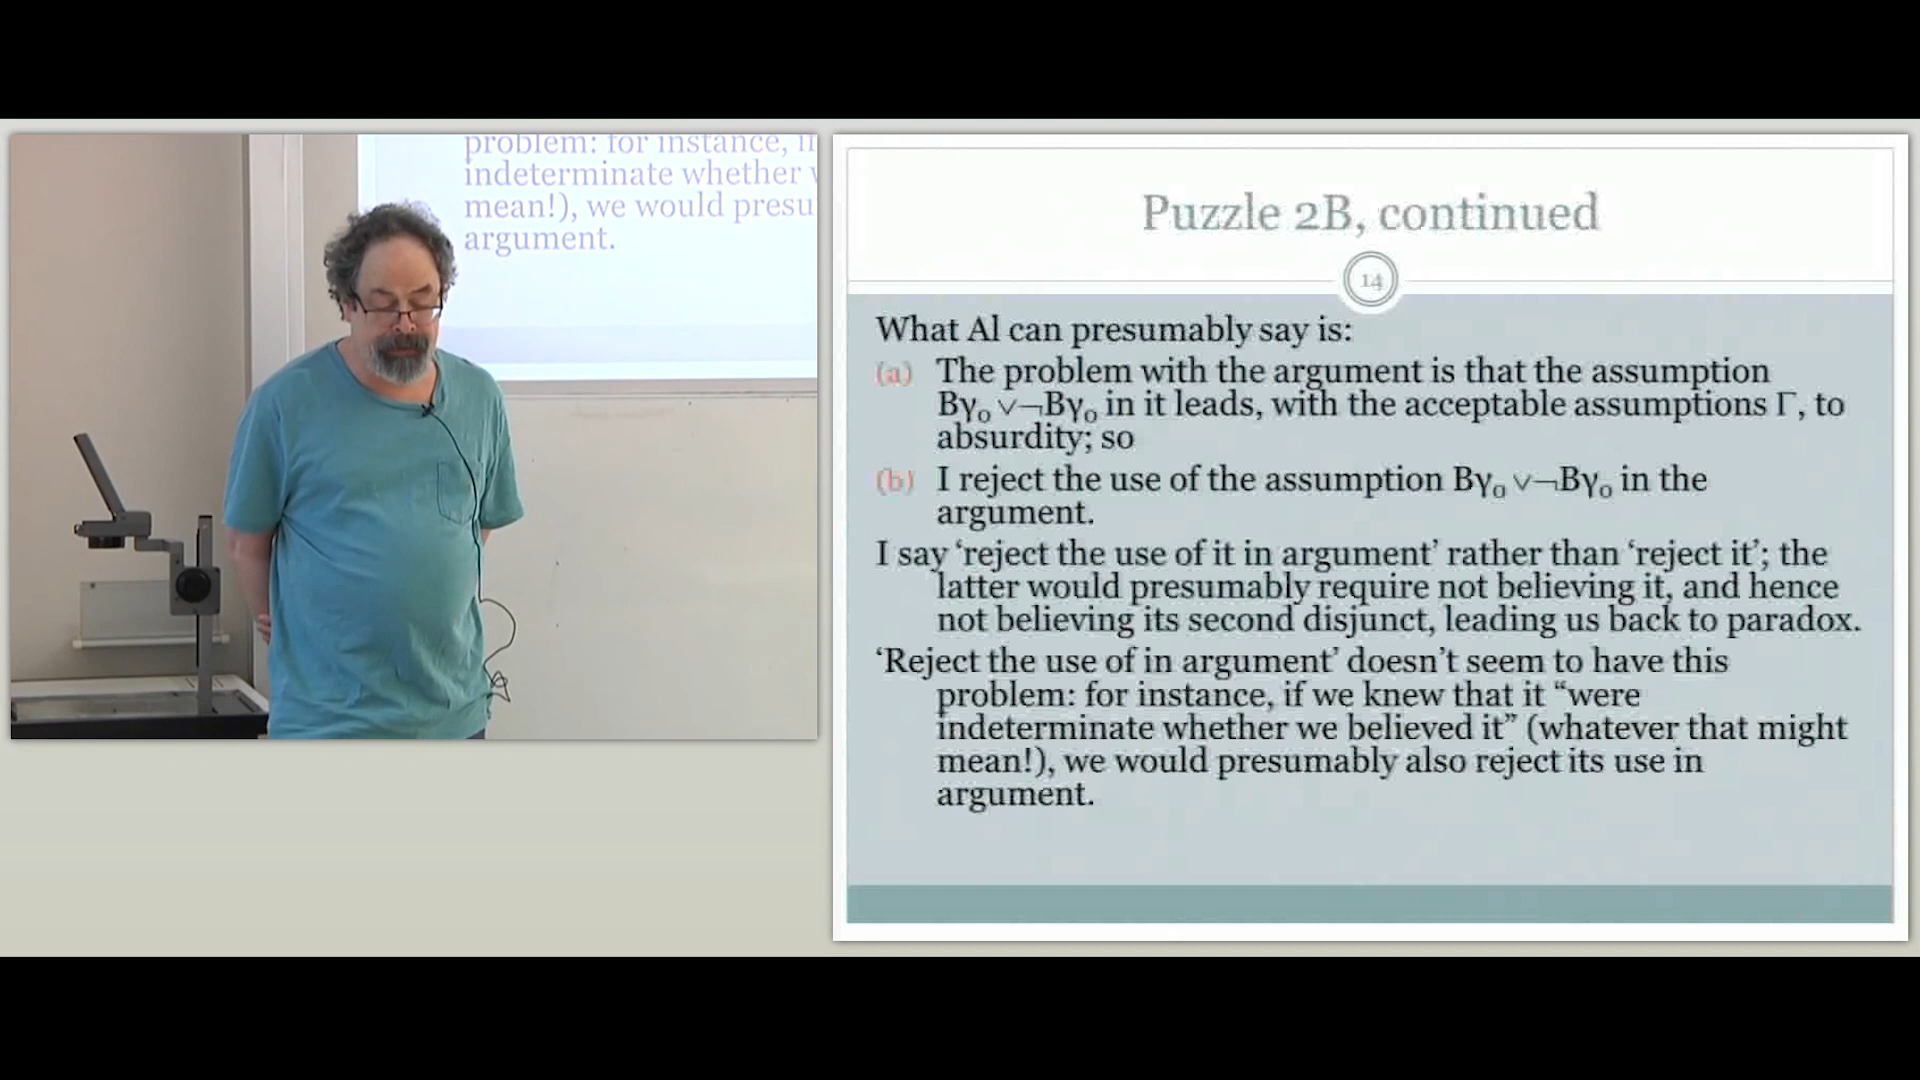 problem: for instance, if
indeterminate whether
mean!), we would presu
argument.
Puzzle 2B, continued
14
What Al can presumably say is:
(a) The problem with the argument is that the assumption
Bγ₀ ∨¬Bγ₀ in it leads, with the acceptable assumptions Γ, to
absurdity; so
(b) I reject the use of the assumption Bγ₀ ∨¬Bγ₀ in the
argument.
I say ‘reject the use of it in argument’ rather than ‘reject it’; the
latter would presumably require not believing it, and hence
not believing its second disjunct, leading us back to paradox.
‘Reject the use of in argument’ doesn’t seem to have this
problem: for instance, if we knew that it “were
indeterminate whether we believed it” (whatever that might
mean!), we would presumably also reject its use in
argument.